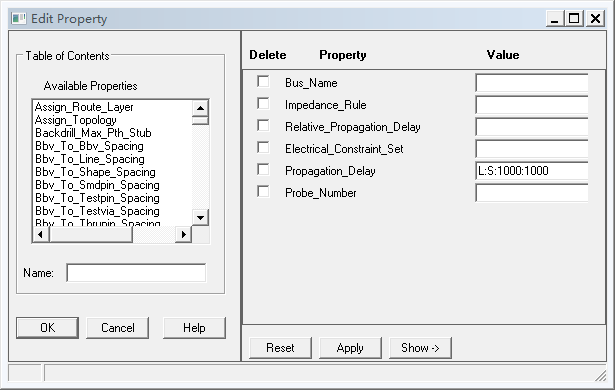 Edit Property
Table of Contents
Available Properties
Assign_Route_Layer
Assign_Topology
Backdrill_Max_Pth_Stub
Bbv_To_Bbv_Spacing
Bbv_To_Line_Spacing
Bbv_To_Shape_Spacing
Bbv_To_Smdpin_Spacing
Bbv_To_Testpin_Spacing
Bbv_To_Testvia_Spacing
Bbv_To_Thrupin_Spacing
Name:
OK Cancel Help
Delete Property Value
Bus_Name
Impedance_Rule
Relative_Propagation_Delay
Electrical_Constraint_Set
Propagation_Delay L:S:1000:1000
Probe_Number
Reset Apply Show ->